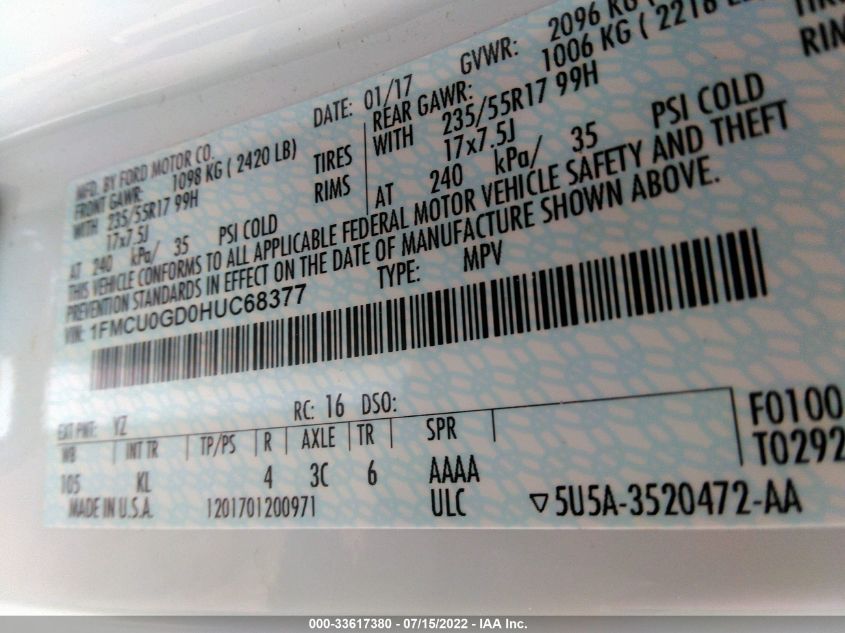 MFD. BY FORD MOTOR CO.
DATE: 01/17
GVWR: 2096 KG
FRONT GAWR: 1098 KG ( 2420 LB)
REAR GAWR: 1006 KG ( 2218
WITH 235/55R17 99H TIRES
WITH 235/55R17 99H
17x7.5J RIMS
17x7.5J RIM
AT 240 kPa/ 35 PSI COLD
AT 240 kPa/ 35 PSI COLD
THIS VEHICLE CONFORMS TO ALL APPLICABLE FEDERAL MOTOR VEHICLE SAFETY AND THEFT
PREVENTION STANDARDS IN EFFECT ON THE DATE OF MANUFACTURE SHOWN ABOVE.
VIN: 1FMCU0GD0HUC68377 TYPE: MPV
EXT PNT: YZ RC: 16 DSO:
WB INT TR TP/PS R AXLE TR SPR
105 KL 4 3C 6 AAAA
F0100
T0292
MADE IN U.S.A. 1201701200971 ULC ▽5U5A-3520472-AA
000-33617380 - 07/15/2022 - IAA Inc.